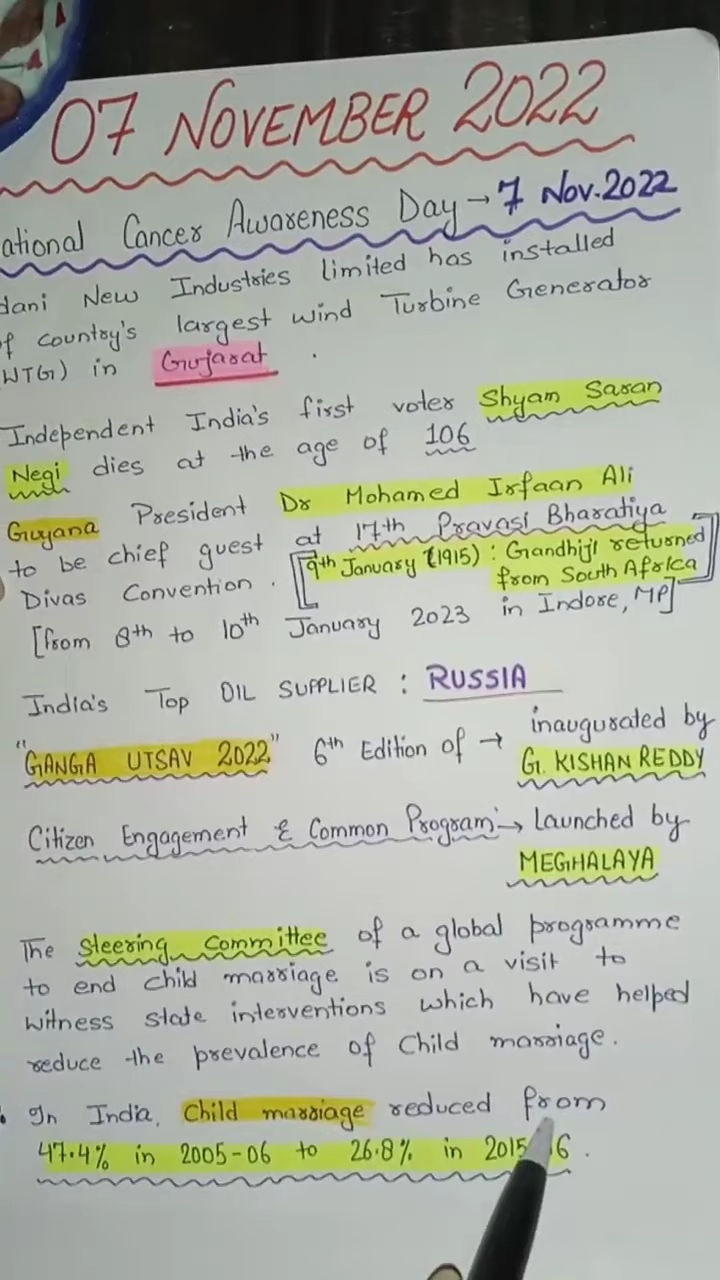 07 NOVEMBER 2022
ational Cancer Awareness Day → 7 Nov. 2022
dani New Industries limited has installed
f country's largest wind Turbine Generator
WTG) in Gujarat .
Independent India's first voter Shyam Saran
Negi dies at the age of 106
Guyana President Dr Mohamed Irfaan Ali
to be chief guest at 17th Pravasi Bharatiya
Divas Convention . [9th January (1915) : Gandhiji returned
from South Africa]
[from 8th to 10th January 2023 in Indore, MP]
India's Top OIL SUPPLIER : RUSSIA
"GANGA UTSAV 2022" 6th Edition of → inaugurated by
G. KISHAN REDDY
Citizen Engagement & Common Program → Launched by
MEGHALAYA
The Steering Committee of a global programme
to end child marriage is on a visit to
witness state interventions which have helped
reduce the prevalence of Child marriage.
In India, Child marriage reduced from
47.4% in 2005-06 to 26.8% in 2015 16 .